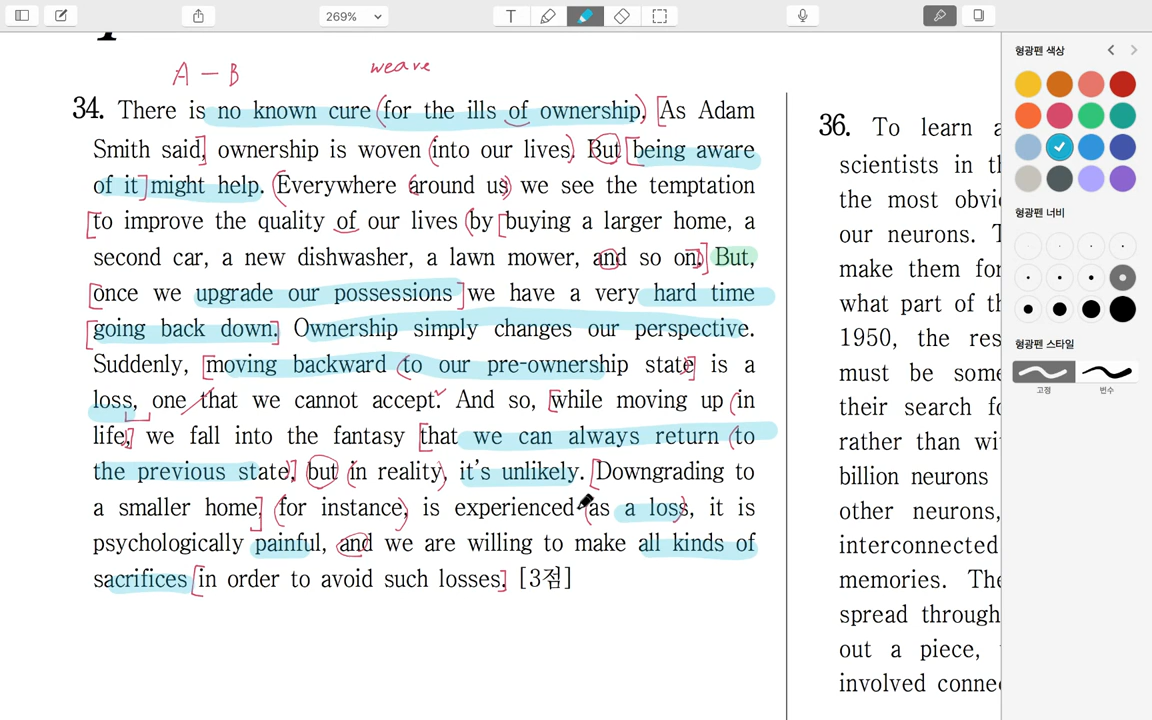 T
269%
형광펜 색상
A - B
weave
34. There is no known cure (for the ills of ownership). [As Adam
Smith said], ownership is woven (into our lives). But [being aware
of it] might help. (Everywhere (around us) we see the temptation
[to improve the quality of our lives (by [buying a larger home, a
second car, a new dishwasher, a lawn mower, and so on).] But,
[once we upgrade our possessions] we have a very hard time
[going back down.] Ownership simply changes our perspective.
Suddenly, [moving backward (to our pre-ownership state] is a
loss, one that we cannot accept. And so, [while moving up (in
life,] we fall into the fantasy [that we can always return (to
the previous state),] but (in reality), it's unlikely. [Downgrading to
a smaller home,] (for instance), is experienced (as a loss), it is
psychologically painful, and we are willing to make all kinds of
sacrifices [in order to avoid such losses]. [3점]
36. To learn a
scientists in th
the most obvi
our neurons. T
make them for
what part of th
1950, the res
must be some
their search fo
rather than wi
billion neurons
other neurons,
interconnected
memories. The
spread through
out a piece,
involved conne
형광펜 너비
형광펜 스타일
고정
변수